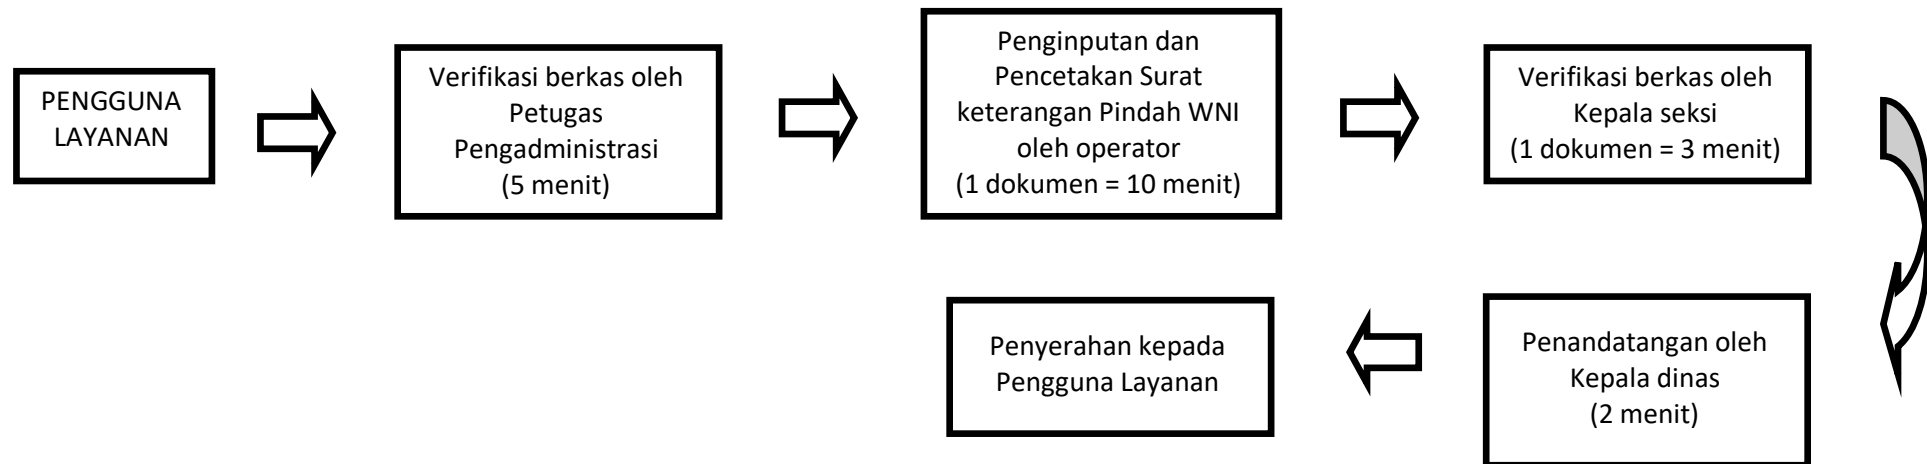 PENGGUNA
LAYANAN
Verifikasi berkas oleh
Petugas
Pengadministrasi
(5 menit)
Penginputan dan
Pencetakan Surat
keterangan Pindah WNI
oleh operator
(1 dokumen = 10 menit)
Verifikasi berkas oleh
Kepala seksi
(1 dokumen = 3 menit)
Penandatangan oleh
Kepala dinas
(2 menit)
Penyerahan kepada
Pengguna Layanan